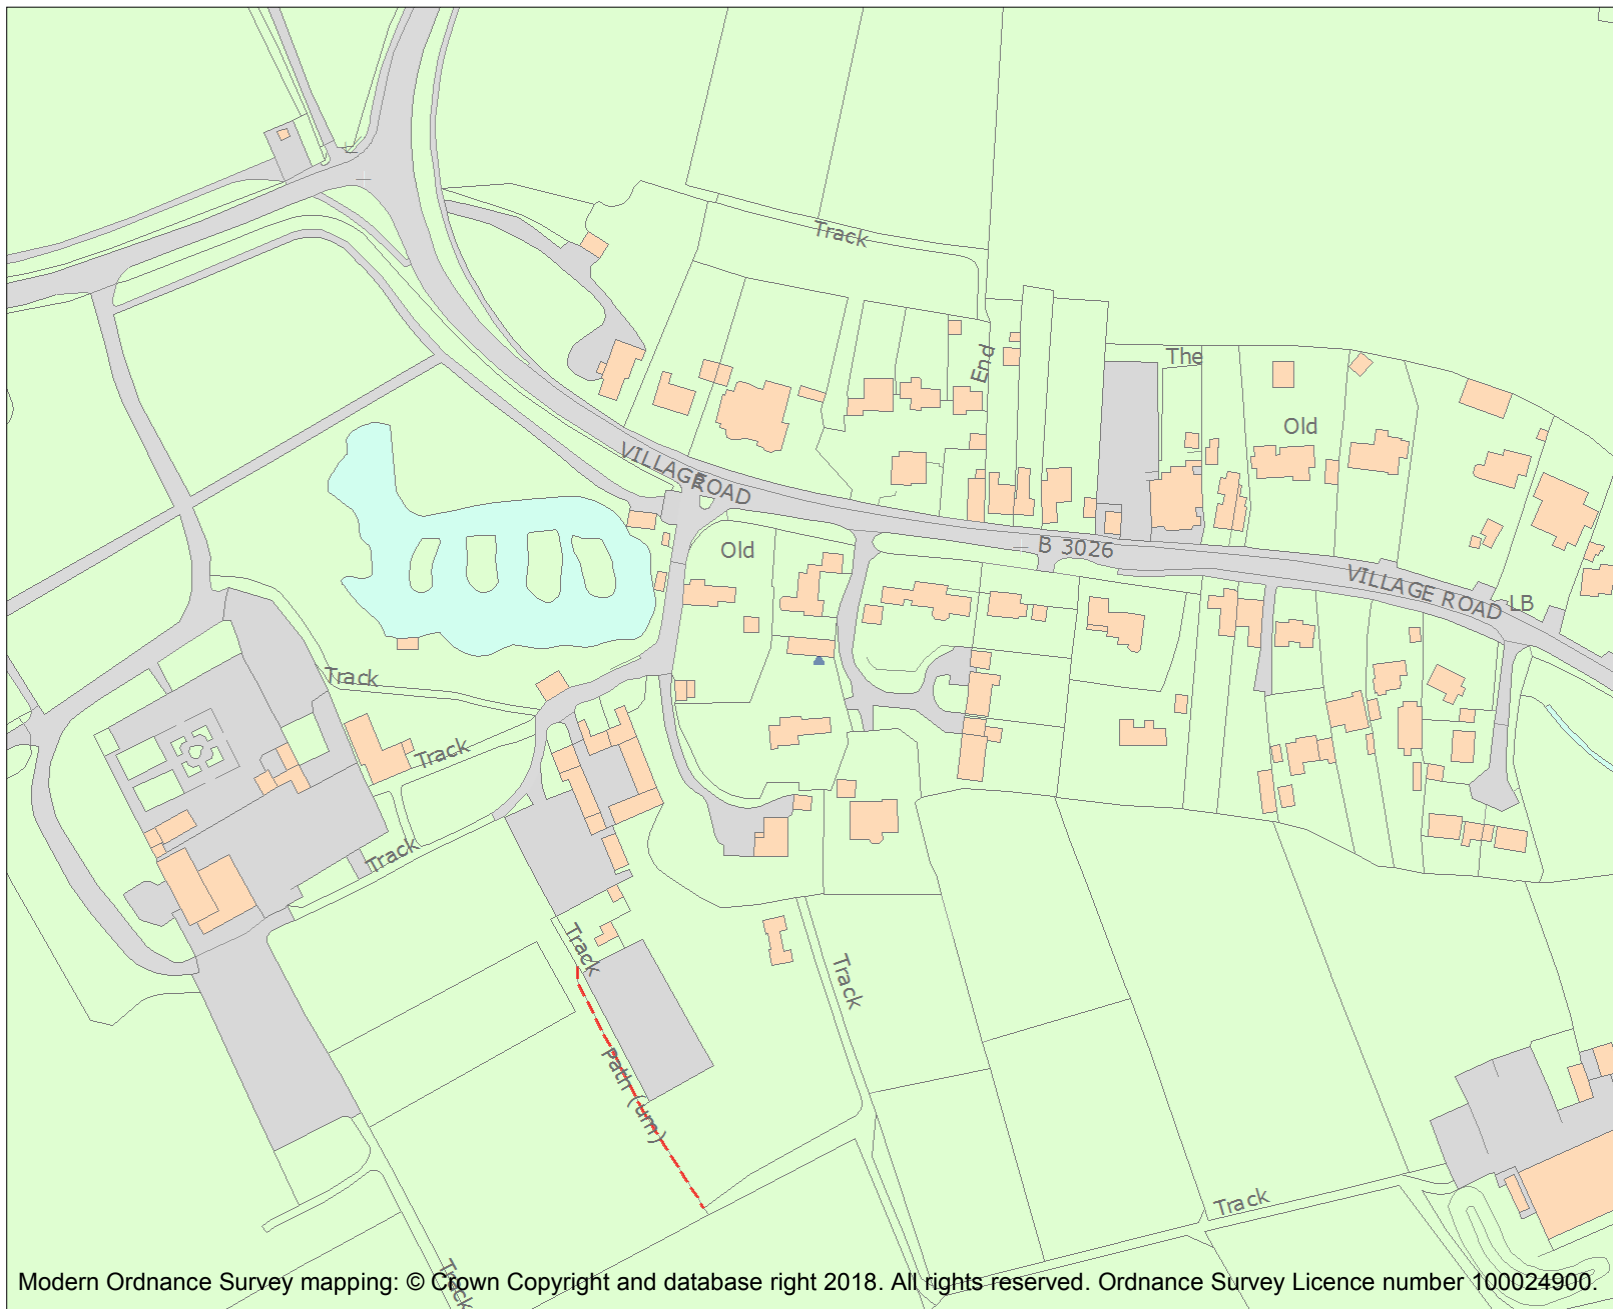 Track
End
The
Old
VILLAGE
ROAD
B 3026
Old
VILLAGE ROAD
LB
Track
Track
Track
Track
Track
Path (um)
Track
Track
Modern Ordnance Survey mapping: © Crown Copyright and database right 2018. All rights reserved. Ordnance Survey Licence number 100024900.